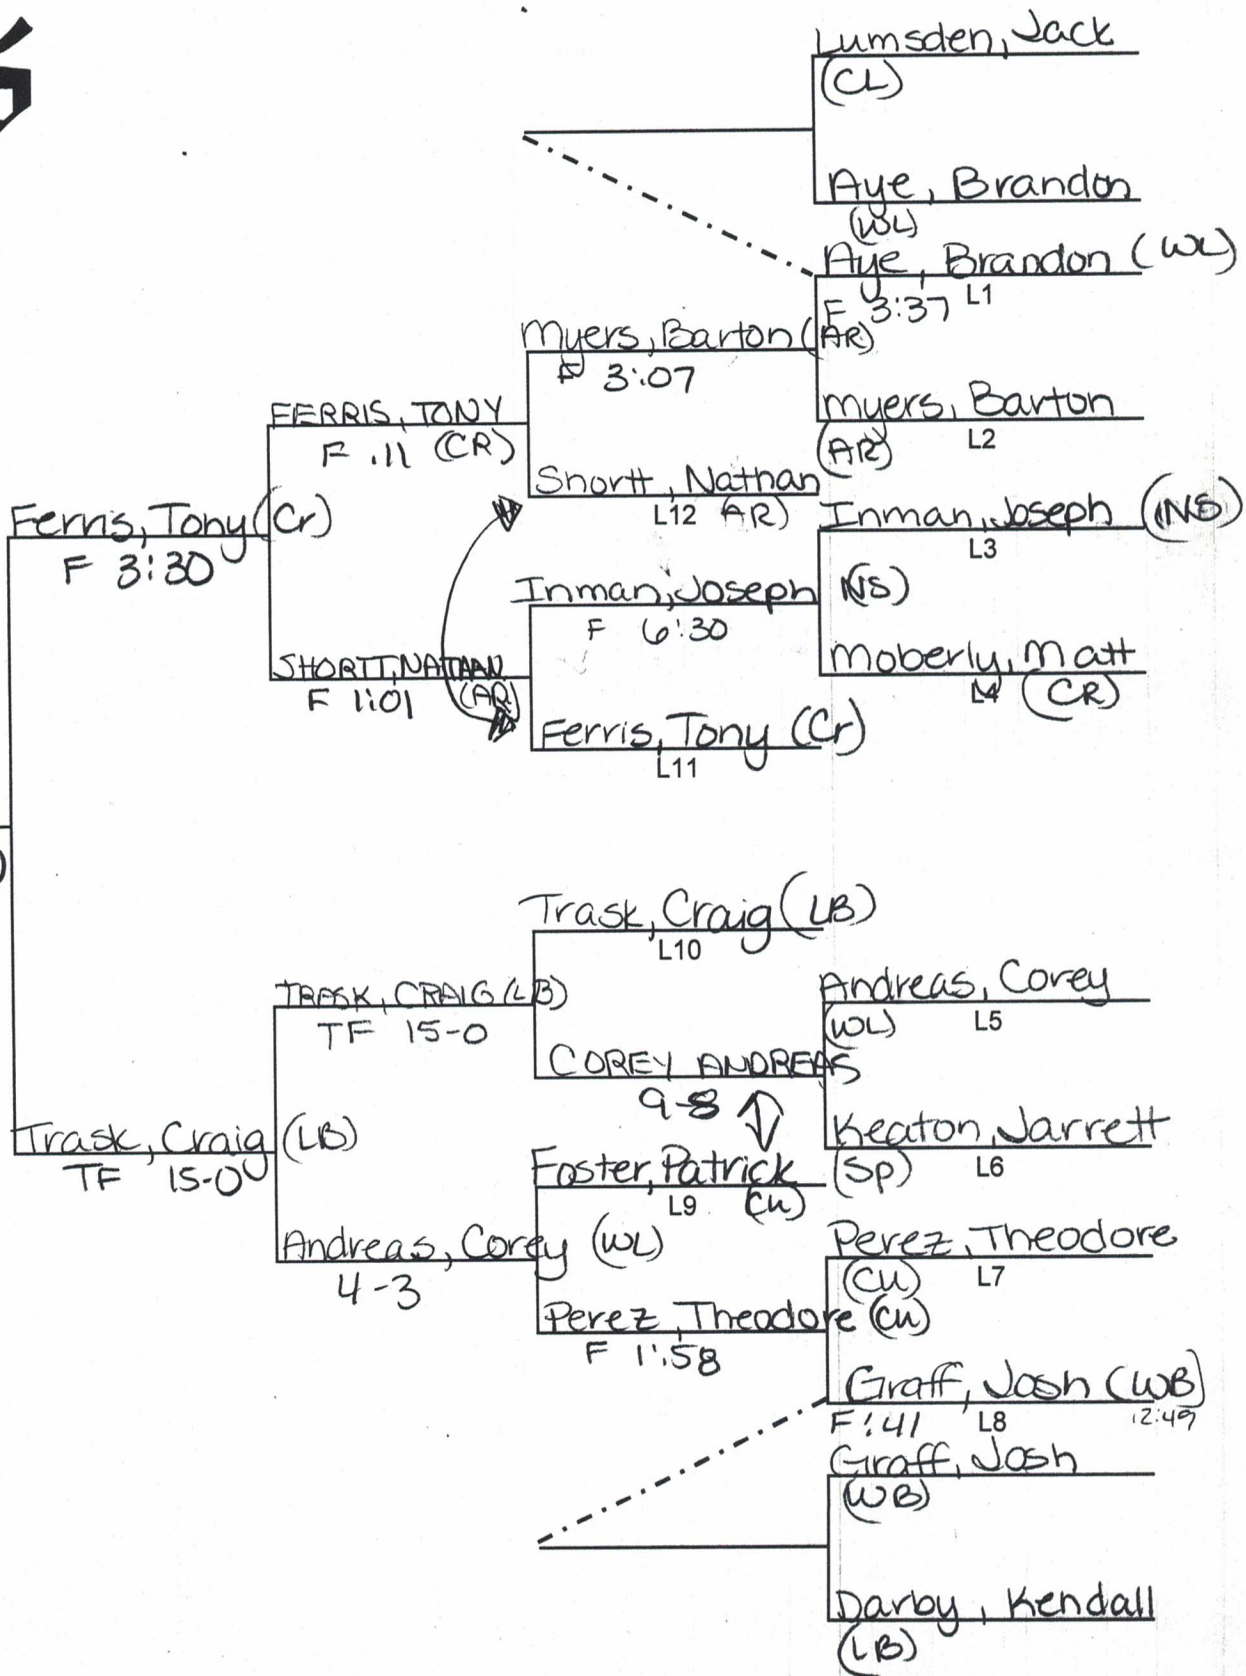 Lumsden, Jack
(CL)
Aye, Brandon
(WL)
Aye, Brandon (WL)
L1
F 3:37
Myers, Barton (AR)
F 3:07
Myers, Barton
(AR)
L2
FERRIS, TONY
F :11 (CR)
Shortt, Nathan
L12 (AR)
Inman, Joseph (NS)
L3
Ferris, Tony (Cr)
F 3:30
Inman, Joseph (NS)
F 6:30
Moberly, Matt
L4 (CR)
SHORTT, NATHAN
F 1:01 (AR)
Ferris, Tony (Cr)
L11
Trask, Craig (LB)
L10
Andreas, Corey
(WL) L5
TRASK, CRAIG (LB)
TF 15-0
COREY ANDREAS
9-8
Keaton, Jarrett
(SP) L6
Trask, Craig (LB)
TF 15-0
Foster, Patrick
L9 (CU)
Andreas, Corey (WL)
4-3
Perez, Theodore
(CU) L7
Perez, Theodore (CU)
F 1:58
Graff, Josh (WB)
F :41 L8 12:49
Graff, Josh
(WB)
Darby, Kendall
(LB)